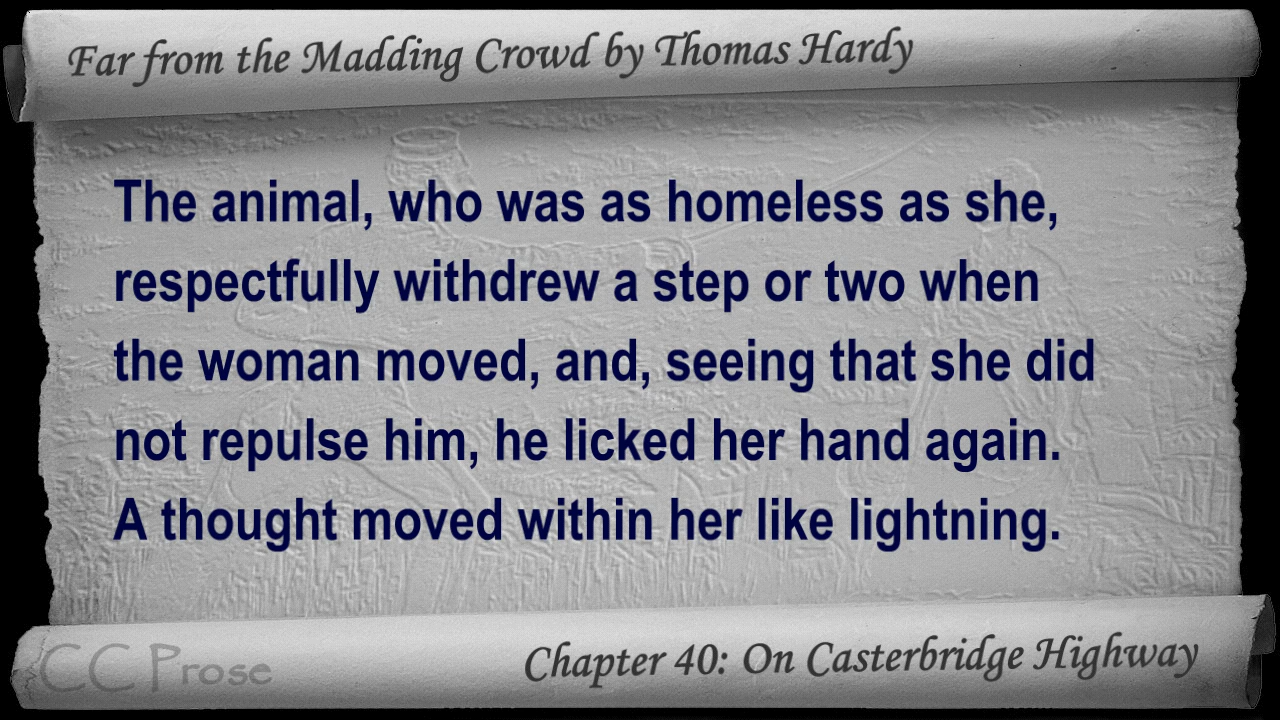 Far from the Madding Crowd by Thomas Hardy
The animal, who was as homeless as she,
respectfully withdrew a step or two when
the woman moved, and, seeing that she did
not repulse him, he licked her hand again.
A thought moved within her like lightning.
CC Prose
Chapter 40: On Casterbridge Highway